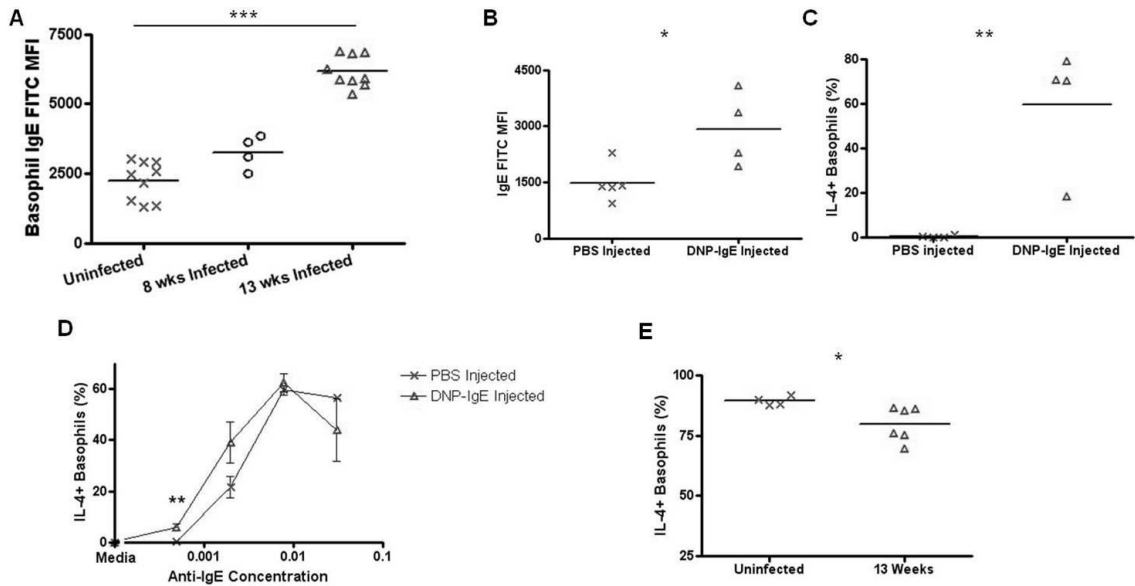 A
***
Basophil IgE FITC MFI
7500
5000
2500
0
Uninfected
8 wks Infected
13 wks Infected
B
*
IgE FITC MFI
4500
3000
1500
0
PBS Injected
DNP-IgE Injected
C
**
IL-4+ Basophils (%)
80
60
40
20
0
PBS injected
DNP-IgE Injected
D
IL-4+ Basophils (%)
60
40
20
0
**
Media
0.001
0.01
0.1
Anti-IgE Concentration
PBS Injected
DNP-IgE Injected
E
*
IL-4+ Basophils (%)
100
75
50
25
Uninfected
13 Weeks